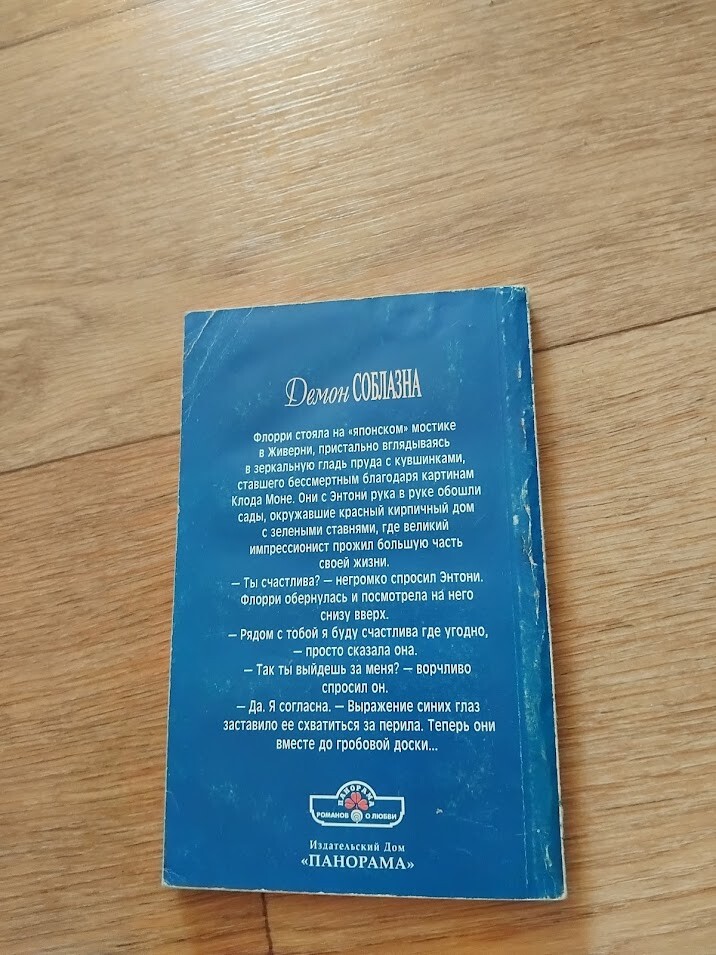 Демон СОБЛАЗНА
Флорри стояла на «японском» мостике
в Живерни, пристально вглядываясь
в зеркальную гладь пруда с кувшинками,
ставшего бессмертным благодаря картинам
Клода Моне. Они с Энтони рука в руке обошли
сады, окружавшие красный кирпичный дом
с зелеными ставнями, где великий
импрессионист прожил большую часть
своей жизни.
— Ты счастлива? — негромко спросил Энтони.
Флорри обернулась и посмотрела на него
снизу вверх.
— Рядом с тобой я буду счастлива где угодно,
— просто сказала она.
— Так ты выйдешь за меня? — ворчливо
спросил он.
— Да. Я согласна. — Выражение синих глаз
заставило ее схватиться за перила. Теперь они
вместе до гробовой доски...
ПАНОРАМА
РОМАНОВ О ЛЮБВИ
Издательский Дом
«ПАНОРАМА»